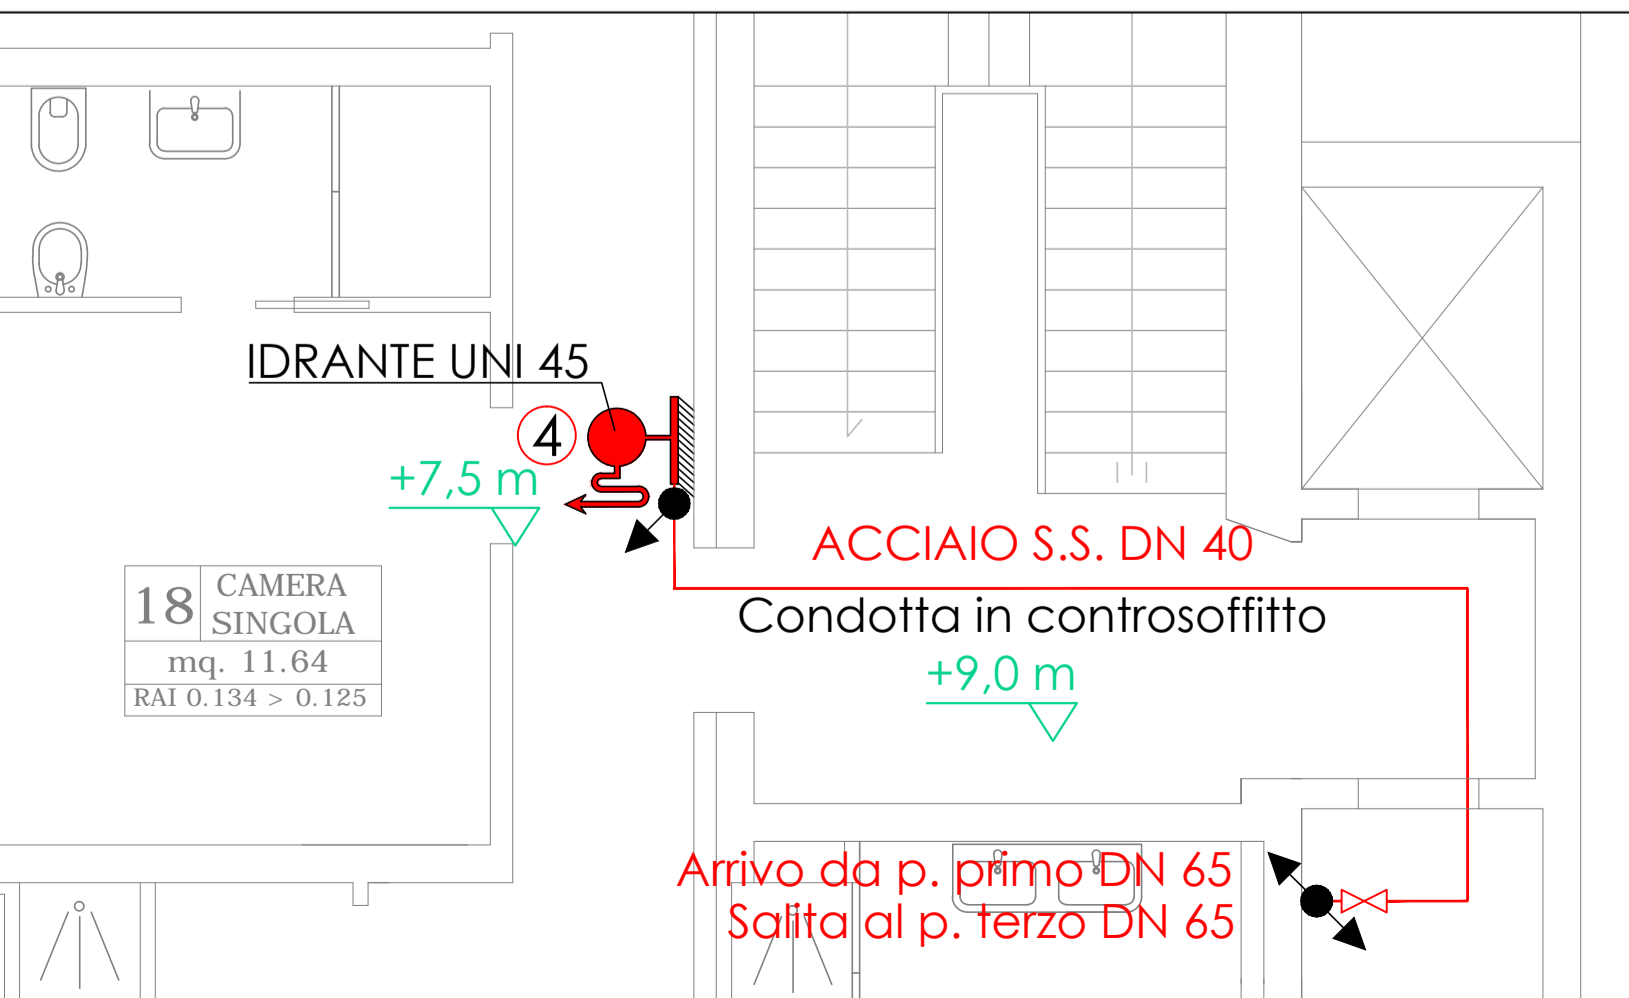 IDRANTE UNI 45
4
+7,5 m
ACCIAIO S.S. DN 40
Condotta in controsoffitto
+9,0 m
18
CAMERA
SINGOLA
mq. 11.64
RAI 0.134 > 0.125
Arrivo da p. primo DN 65
Salita al p. terzo DN 65